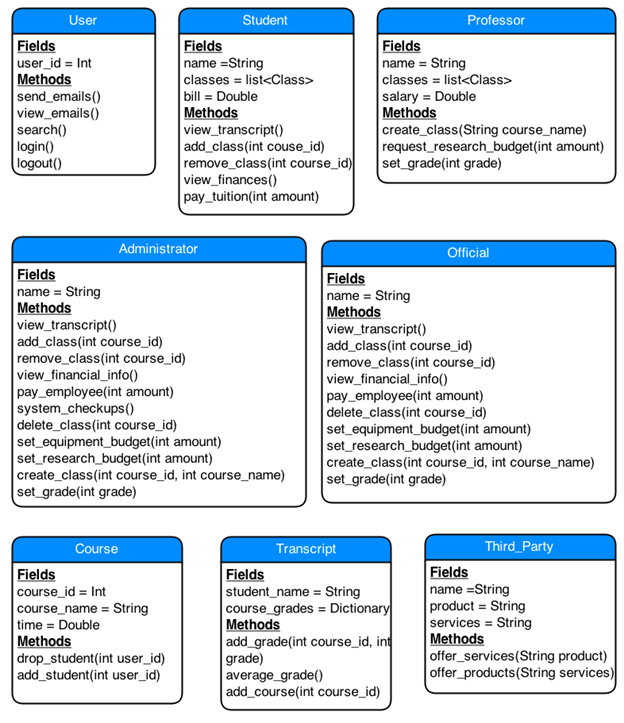 User
Fields
user_id = Int
Methods
send_emails()
view_emails()
search()
login()
logout()
Student
Fields
name =String
classes = list<Class>
bill = Double
Methods
view_transcript()
add_class(int couse_id)
remove_class(int course_id)
view_finances()
pay_tuition(int amount)
Professor
Fields
name = String
classes = list<Class>
salary = Double
Methods
create_class(String course_name)
request_research_budget(int amount)
set_grade(int grade)
Administrator
Fields
name = String
Methods
view_transcript()
add_class(int course_id)
remove_class(int course_id)
view_financial_info()
pay_employee(int amount)
system_checkups()
delete_class(int course_id)
set_equipment_budget(int amount)
set_research_budget(int amount)
create_class(int course_id, int course_name)
set_grade(int grade)
Official
Fields
name = String
Methods
view_transcript()
add_class(int course_id)
remove_class(int course_id)
view_financial_info()
pay_employee(int amount)
delete_class(int course_id)
set_equipment_budget(int amount)
set_research_budget(int amount)
create_class(int course_id, int course_name)
set_grade(int grade)
Course
Fields
course_id = Int
course_name = String
time = Double
Methods
drop_student(int user_id)
add_student(int user_id)
Transcript
Fields
student_name = String
course_grades = Dictionary
Methods
add_grade(int course_id, int
grade)
average_grade()
add_course(int course_id)
Third_Party
Fields
name =String
product = String
services = String
Methods
offer_services(String product)
offer_products(String services)